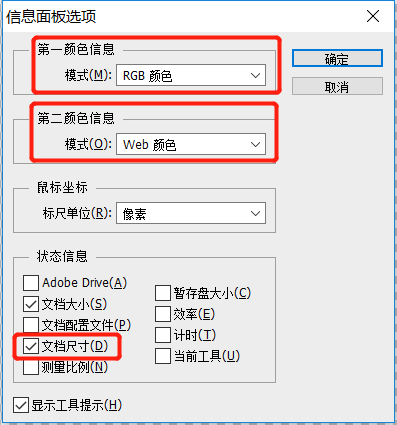 信息面板选项
第一颜色信息
模式(M): RGB 颜色
确定
取消
第二颜色信息
模式(O): Web 颜色
鼠标坐标
标尺单位(R): 像素
状态信息
Adobe Drive(A)
文档大小(S)
文档配置文件(P)
文档尺寸(D)
测量比例(N)
暂存盘大小(C)
效率(E)
计时(T)
当前工具(U)
显示工具提示(H)